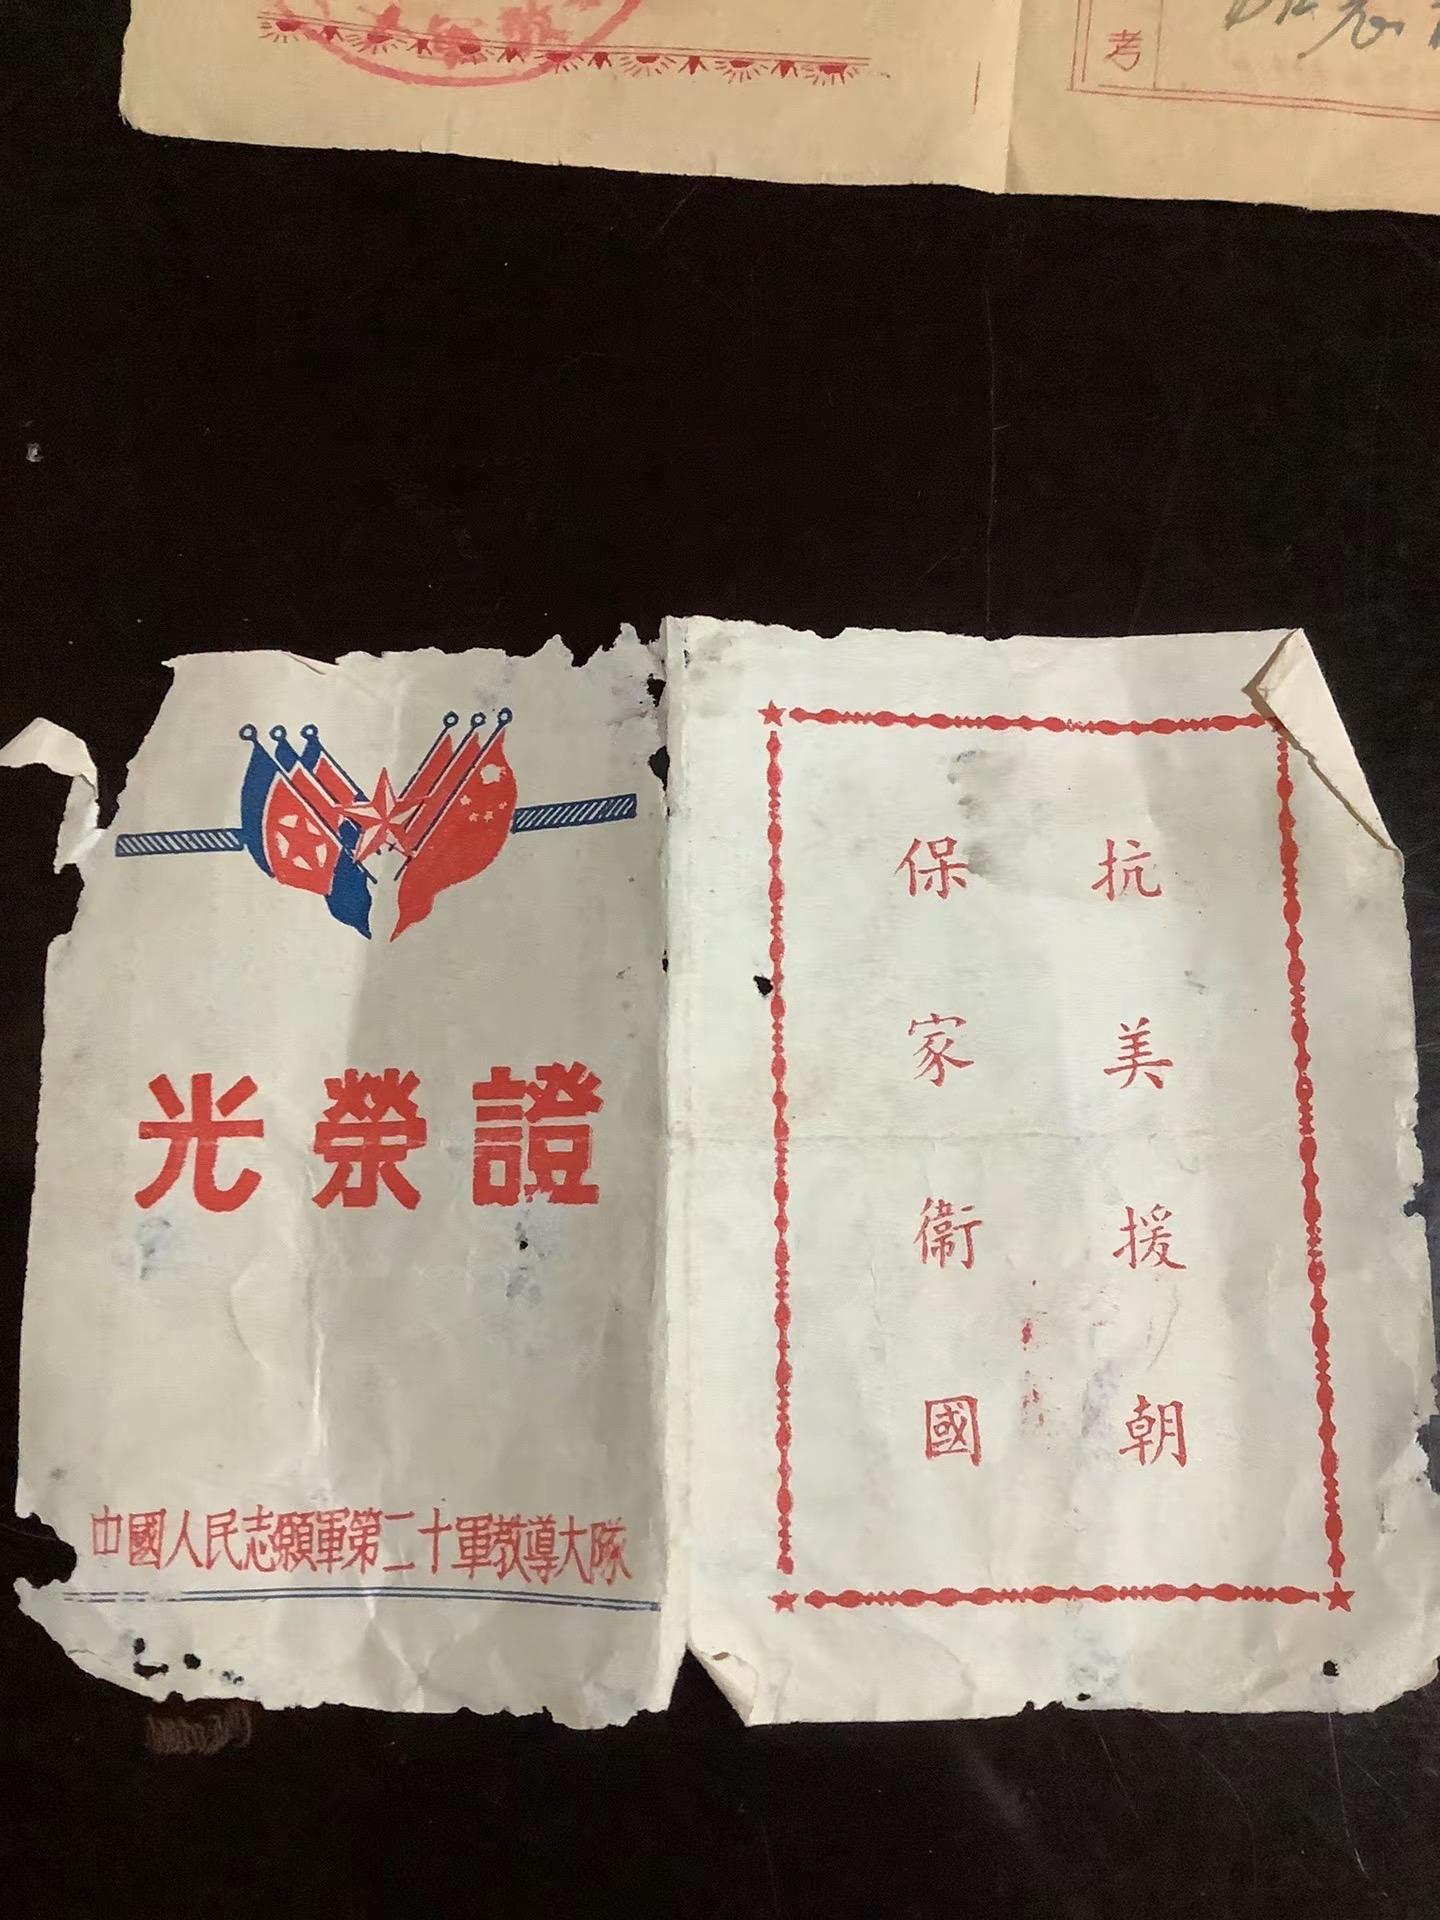 考
光榮證
中國人民志願軍第二十軍教導大隊
抗美援朝
保家衛國